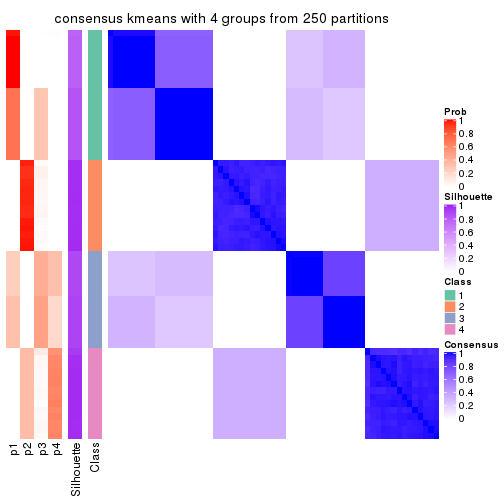 consensus kmeans with 4 groups from 250 partitions
Prob
1
0.8
0.6
0.4
0.2
0
Silhouette
1
0.8
0.6
0.4
0.2
0
Class
1
2
3
4
Consensus
1
0.8
0.6
0.4
0.2
0
p1
p2
p3
p4
Silhouette
Class